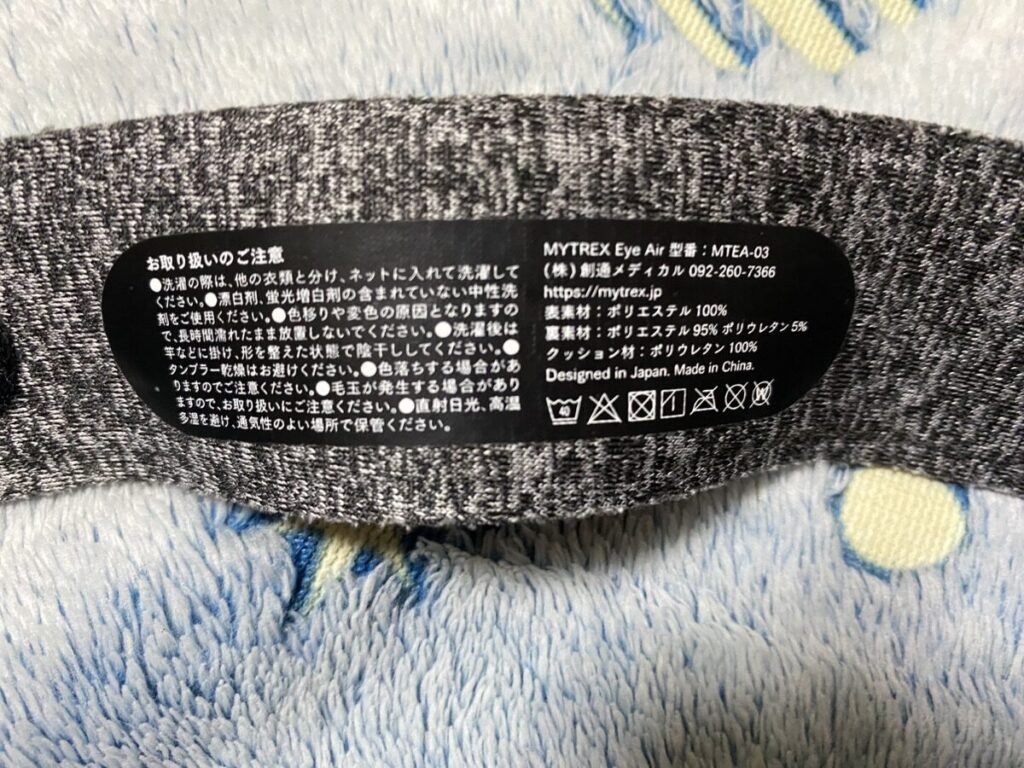 お取り扱いのご注意
●洗濯の際は、他の衣類と分け、ネットに入れて洗濯して
ください。●漂白剤、蛍光増白剤の含まれていない中性洗
剤をご使用ください。●色移りや変色の原因となりますの
で、長時間濡れたまま放置しないでください。●洗濯後は
竿などに掛け、形を整えた状態で陰干ししてください。●
タンブラー乾燥はお避けください。●色落ちする場合があ
りますのでご注意ください。●毛玉が発生する場合があり
ますので、お取り扱いにご注意ください。●直射日光、高温
多湿を避け、通気性のよい場所で保管ください。
MYTREX Eye Air 型番：MTEA-03
（株）創通メディカル 092-260-7366
https://mytrex.jp
表素材：ポリエステル 100%
裏素材：ポリエステル 95% ポリウレタン 5%
クッション材：ポリウレタン 100%
Designed in Japan. Made in China.
40 W